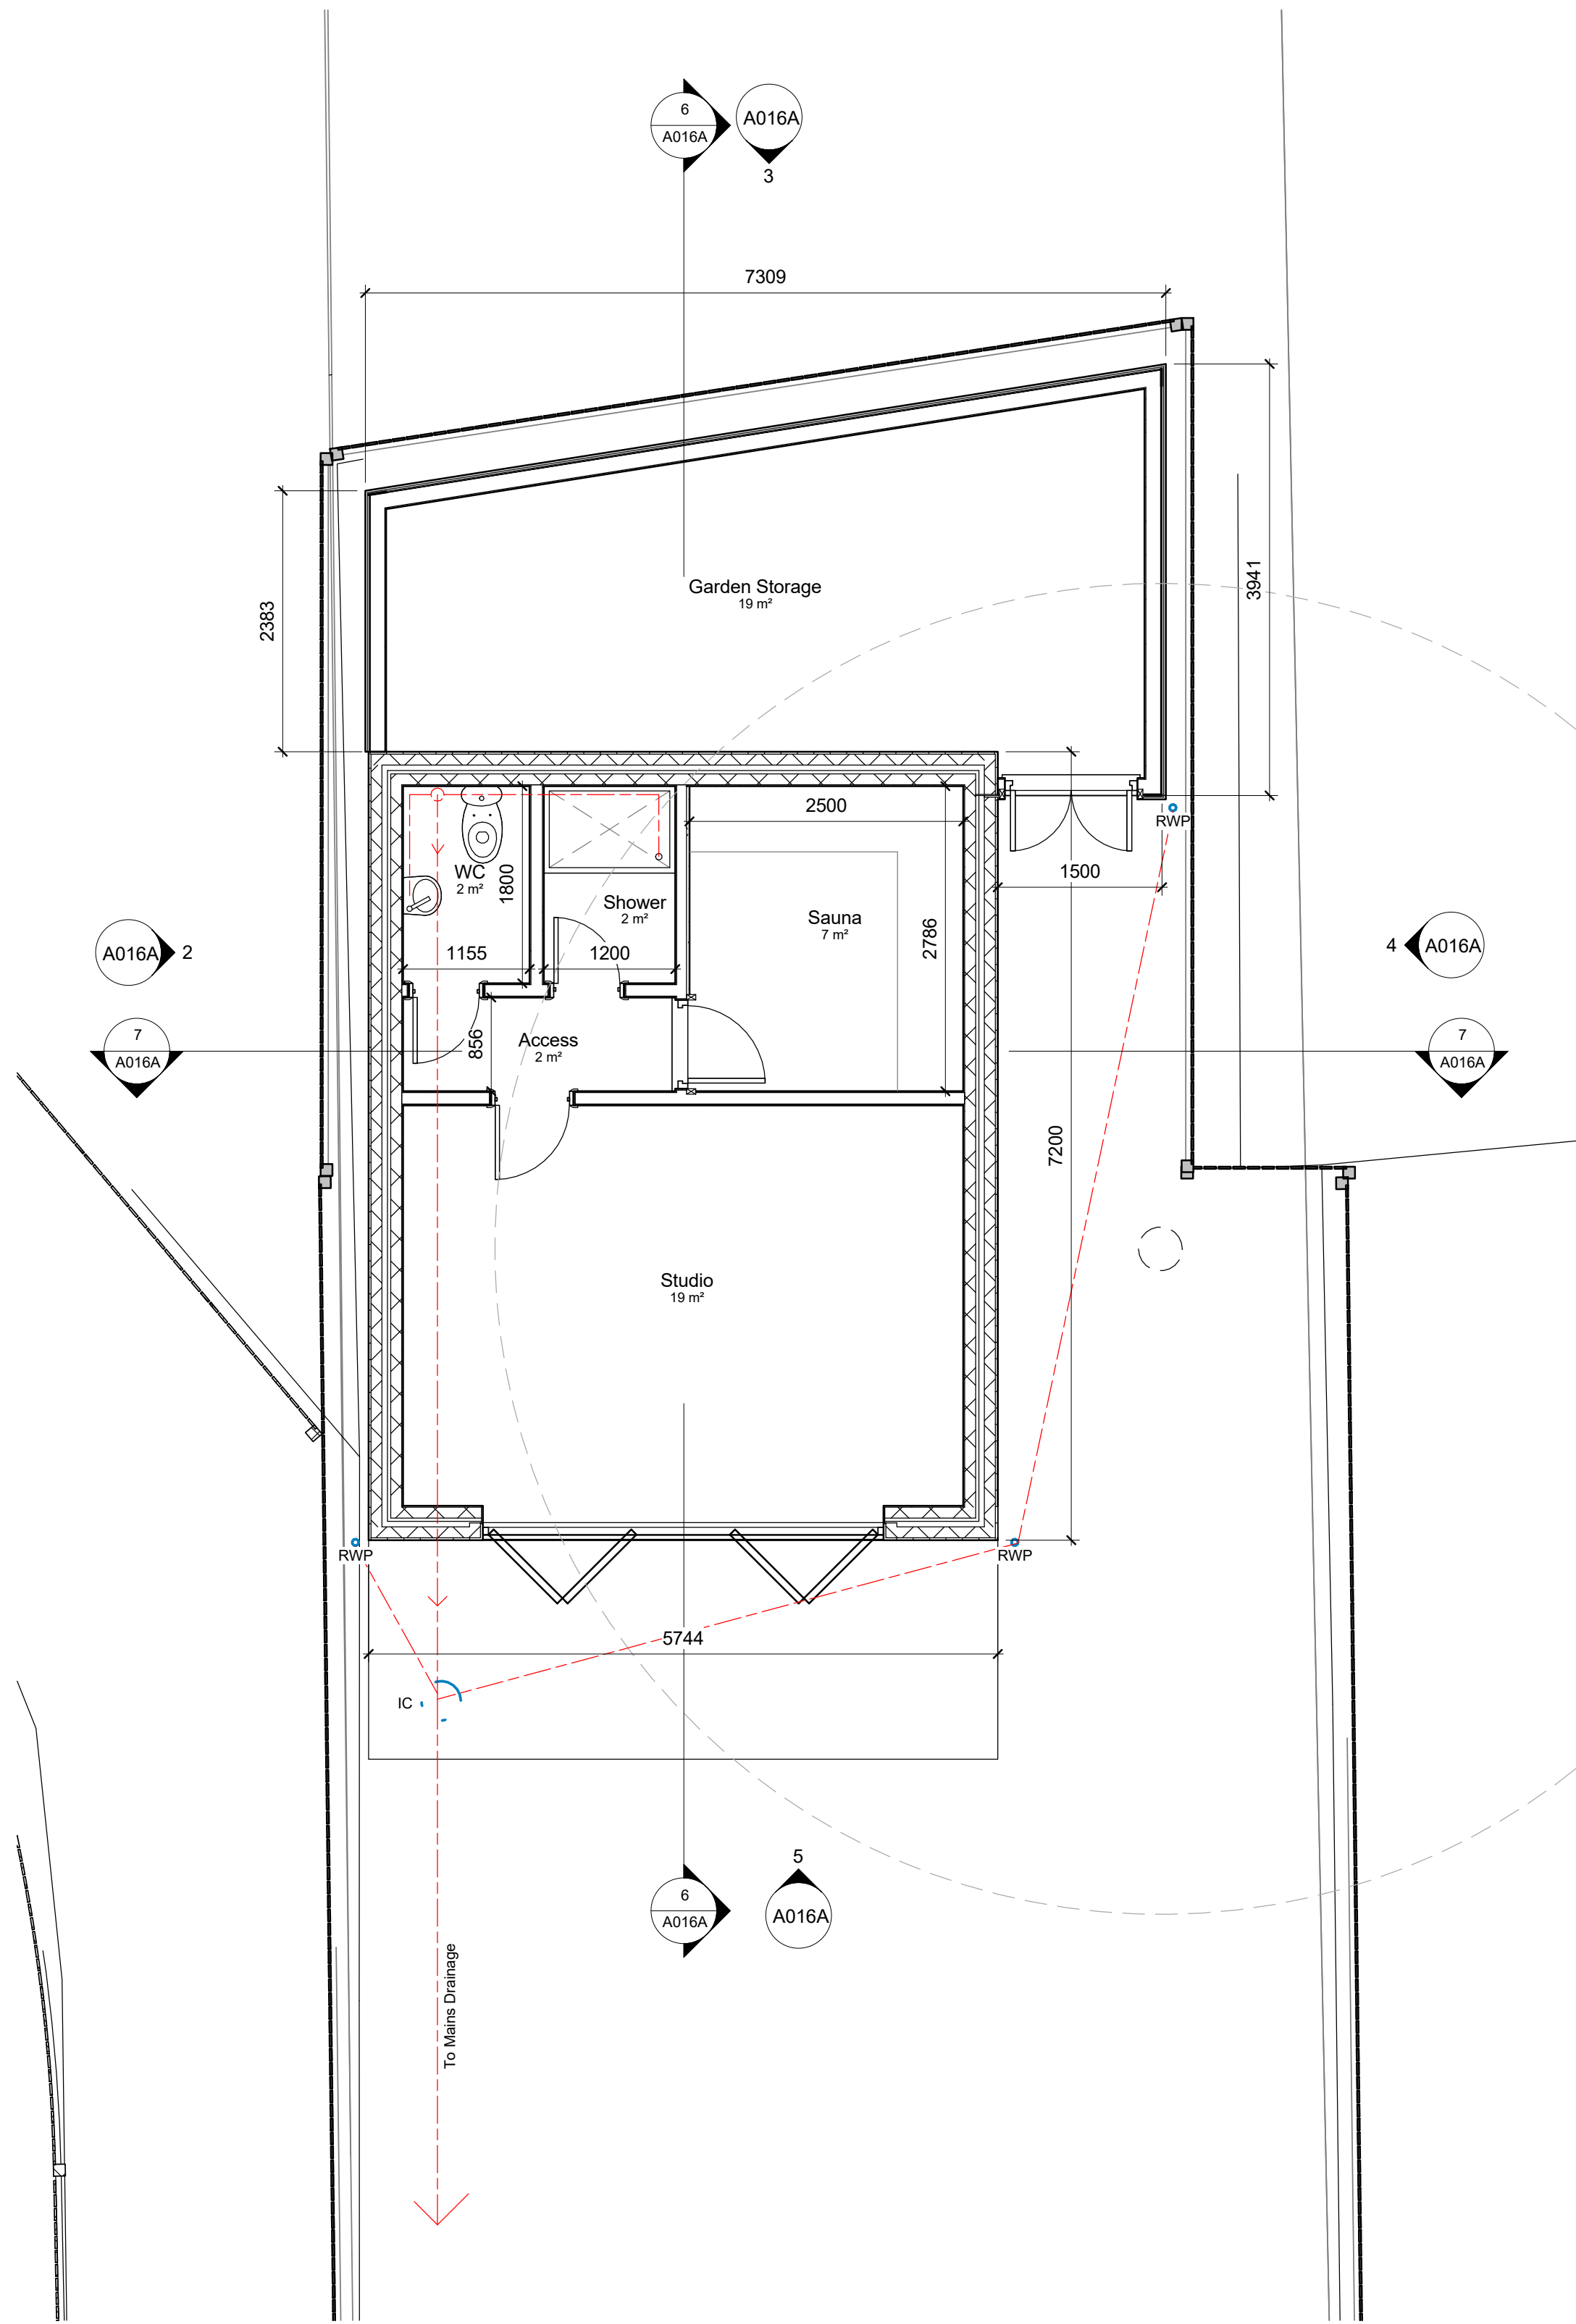 6
A016A
A016A
3
7309
2383
3941
Garden Storage
19 m²
2500
RWP
1500
WC
2 m²
1800
Shower
2 m²
Sauna
7 m²
2786
1155
1200
A016A
2
4
A016A
7
A016A
856
Access
2 m²
7
A016A
7200
Studio
19 m²
RWP
RWP
5744
IC
5
6
A016A
A016A
To Mains Drainage